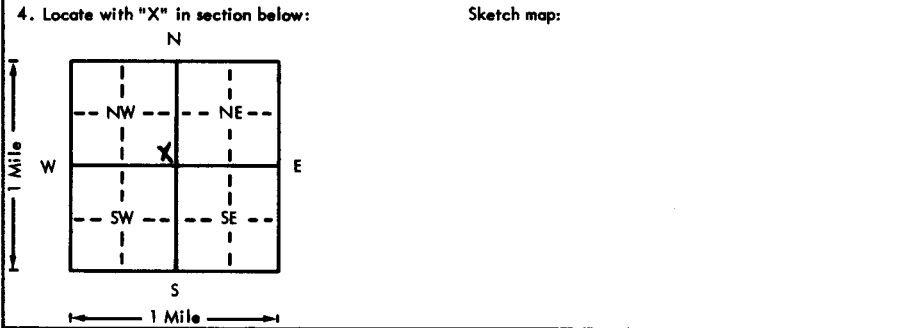 4. Locate with "X" in section below: Sketch map:
N
NW NE
X
W E
1 Mile
SW SE
S
1 Mile